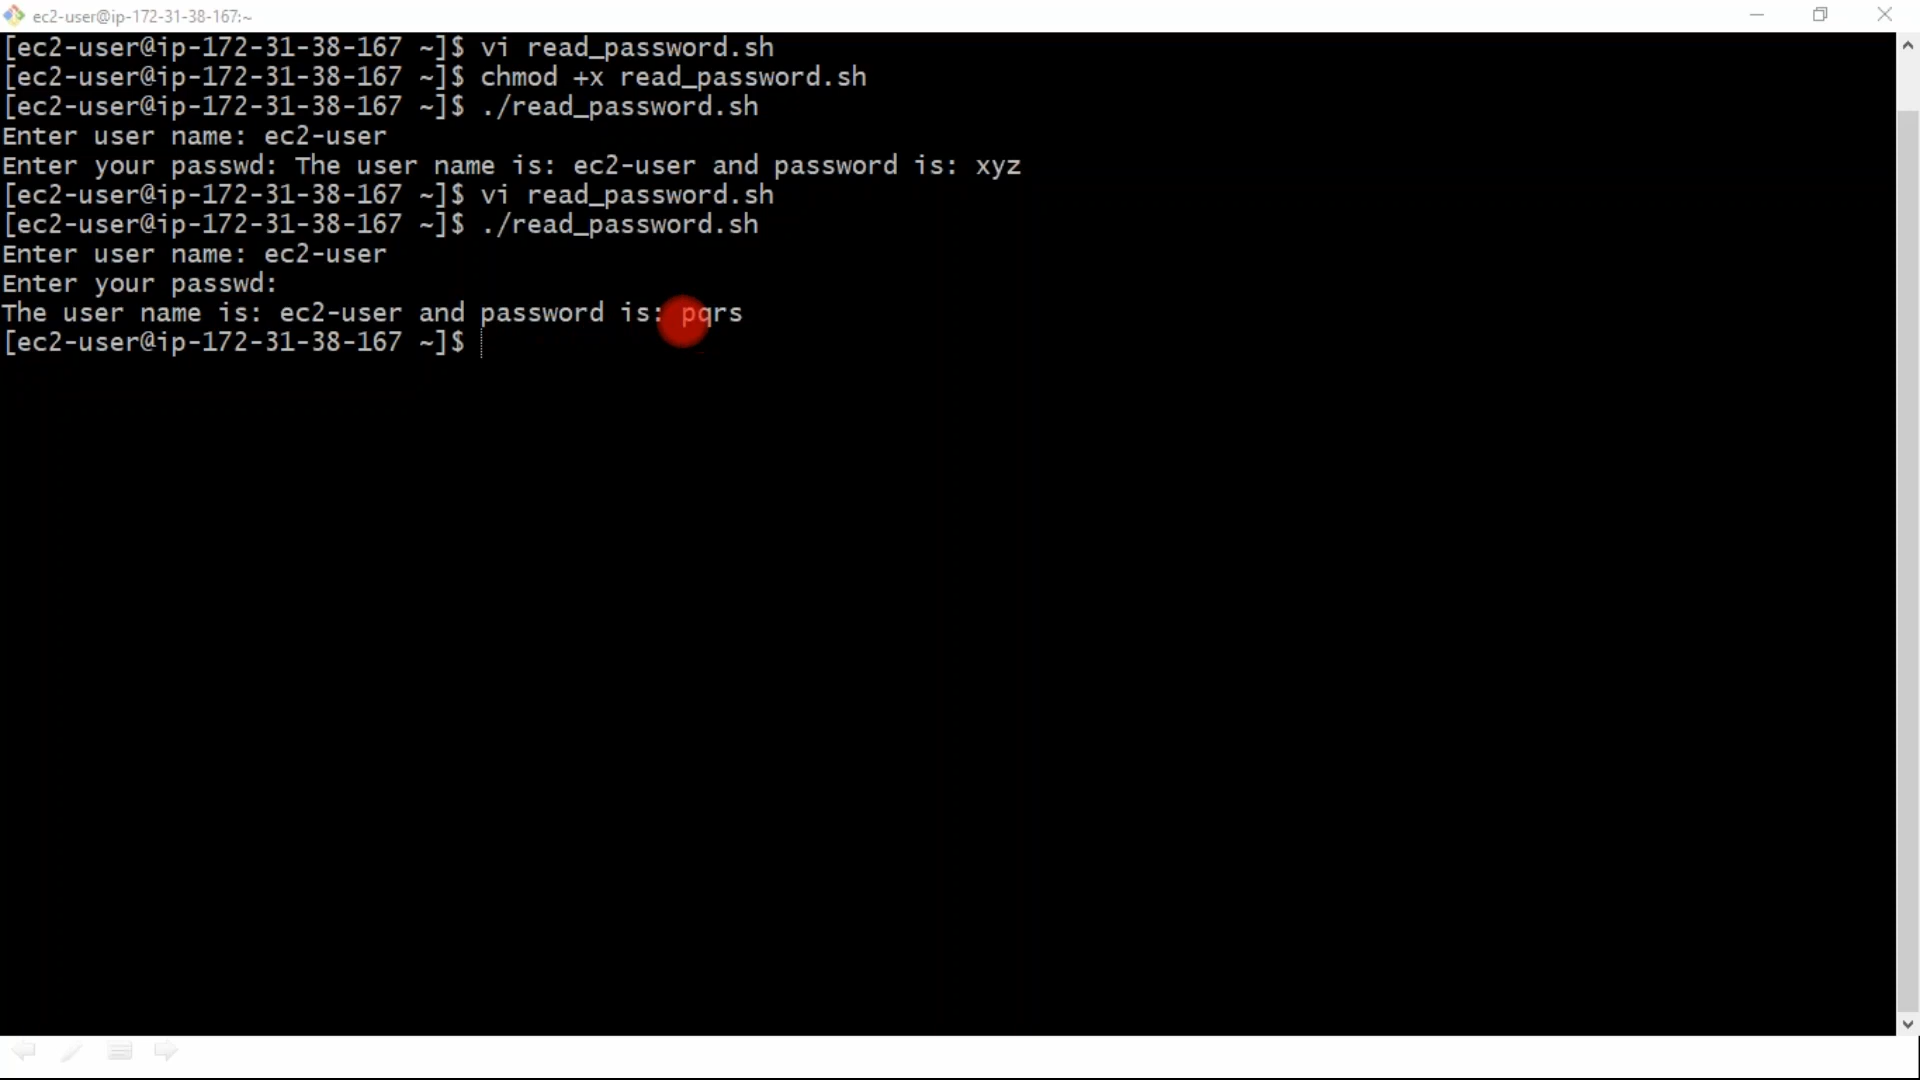 ec2-user@ip-172-31-38-167:~
[ec2-user@ip-172-31-38-167 ~]$ vi read_password.sh
[ec2-user@ip-172-31-38-167 ~]$ chmod +x read_password.sh
[ec2-user@ip-172-31-38-167 ~]$ ./read_password.sh
Enter user name: ec2-user
Enter your passwd: The user name is: ec2-user and password is: xyz
[ec2-user@ip-172-31-38-167 ~]$ vi read_password.sh
[ec2-user@ip-172-31-38-167 ~]$ ./read_password.sh
Enter user name: ec2-user
Enter your passwd:
The user name is: ec2-user and password is: pqrs
[ec2-user@ip-172-31-38-167 ~]$